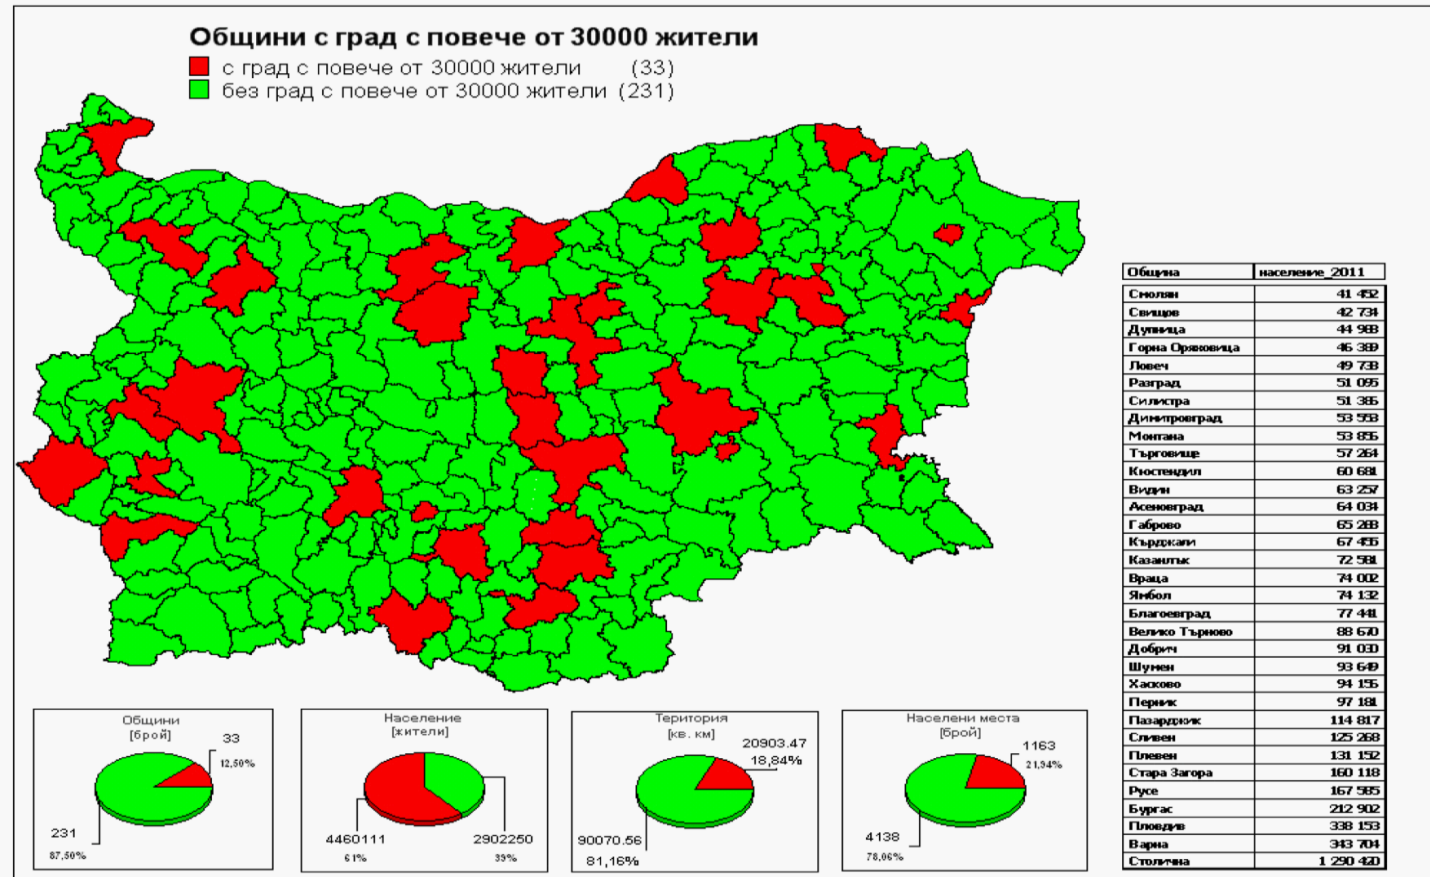 Общини с град с повече от 30000 жители
с град с повече от 30000 жители (33)
без град с повече от 30000 жители (231)
Община население_2011
Смолян 41 452
Свищов 42 734
Дупница 44 988
Горна Оряховица 46 389
Ловеч 49 738
Разград 51 095
Силистра 51 386
Димитровград 53 558
Монтана 53 856
Търговище 57 264
Кюстендил 60 681
Видин 63 257
Асеновград 64 034
Габрово 65 288
Кърджали 67 456
Казанлък 72 581
Враца 74 002
Ямбол 74 132
Благоевград 77 441
Велико Търново 88 670
Добрич 91 030
Шумен 93 649
Хасково 94 156
Перник 97 181
Пазарджик 114 817
Сливен 125 268
Плевен 131 152
Стара Загора 160 118
Русе 167 585
Бургас 212 902
Пловдив 338 153
Варна 343 704
Столична 1 290 420
Общини
[брой]
33
12,50%
231
87,50%
Население
[жители]
4460111
61%
2902250
39%
Територия
[кв. км]
20903.47
18,84%
90070.56
81,16%
Населени места
[брой]
1163
21,94%
4138
78,06%